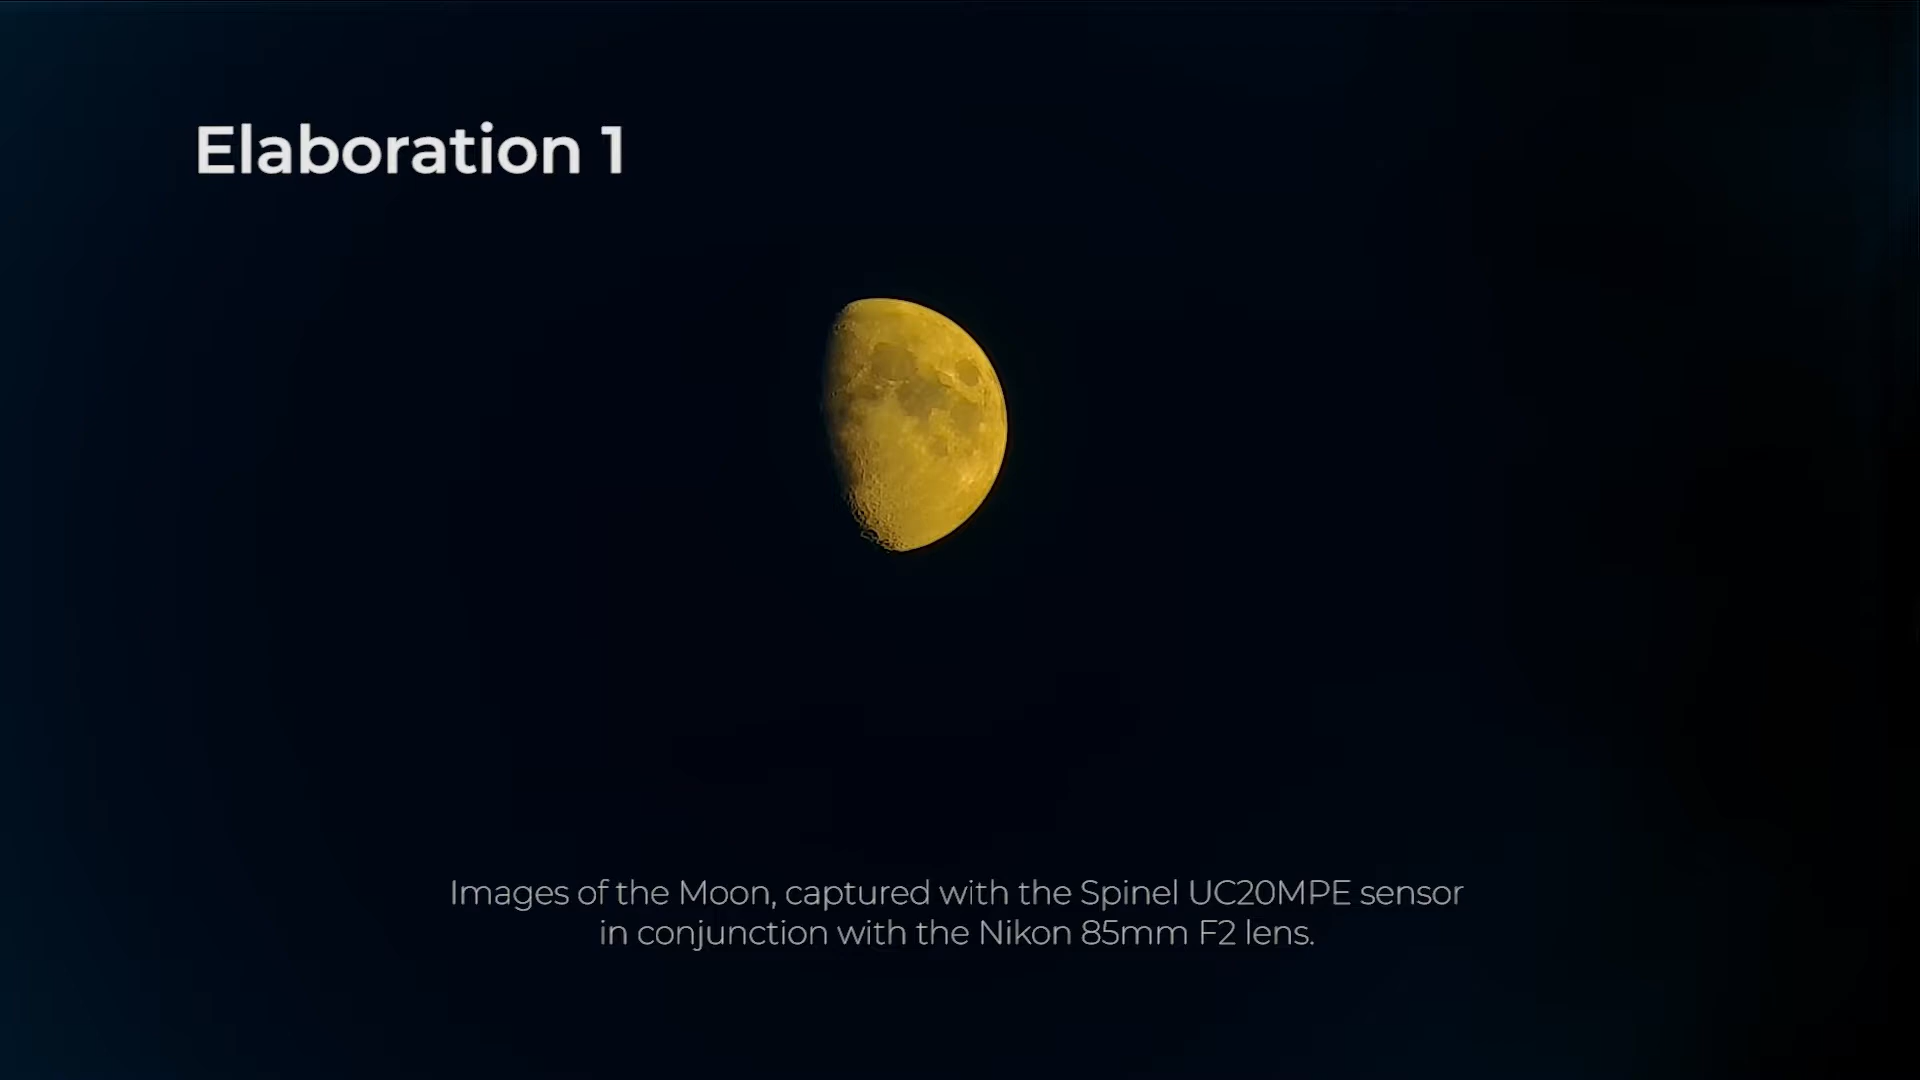 Elaboration 1
Images of the Moon, captured with the Spinel UC20MPE sensor
in conjunction with the Nikon 85mm F2 lens.